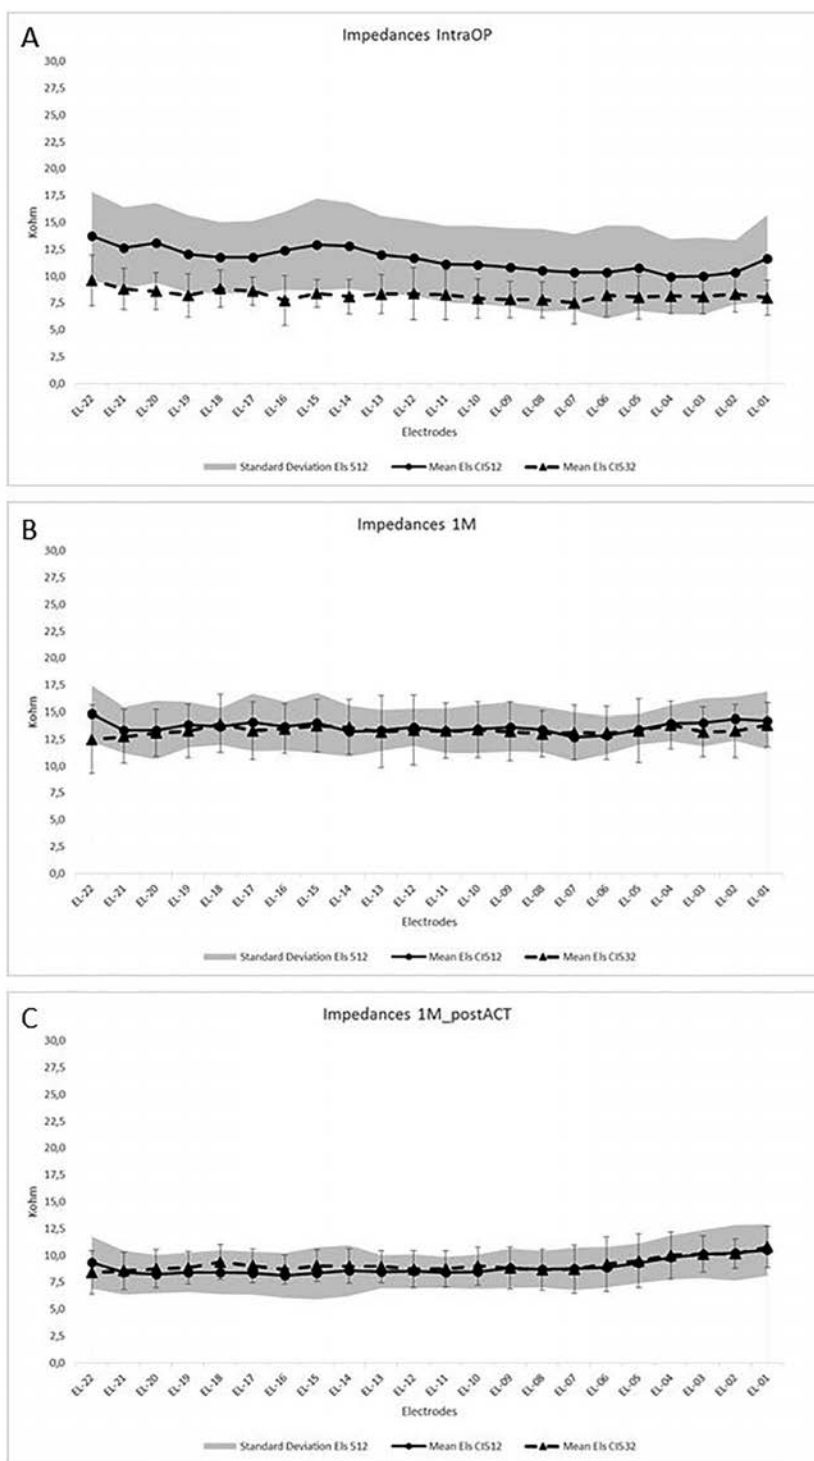 A
Impedances IntraOP
30,0
27,5
25,0
22,5
20,0
17,5
15,0
12,5
10,0
7,5
5,0
2,5
0,0
Kohm
EL-22 EL-21 EL-20 EL-19 EL-18 EL-17 EL-16 EL-15 EL-14 EL-13 EL-12 EL-11 EL-10 EL-09 EL-08 EL-07 EL-06 EL-05 EL-04 EL-03 EL-02 EL-01
Electrodes
Standard Deviation Els 512 Mean Els CI512 Mean Els CI532
B
Impedances 1M
30,0
27,5
25,0
22,5
20,0
17,5
15,0
12,5
10,0
7,5
5,0
2,5
0,0
Kohm
EL-22 EL-21 EL-20 EL-19 EL-18 EL-17 EL-16 EL-15 EL-14 EL-13 EL-12 EL-11 EL-10 EL-09 EL-08 EL-07 EL-06 EL-05 EL-04 EL-03 EL-02 EL-01
Electrodes
Standard Deviation Els 512 Mean Els CI512 Mean Els CI532
C
Impedances 1M_postACT
30,0
27,5
25,0
22,5
20,0
17,5
15,0
12,5
10,0
7,5
5,0
2,5
0,0
Kohm
EL-22 EL-21 EL-20 EL-19 EL-18 EL-17 EL-16 EL-15 EL-14 EL-13 EL-12 EL-11 EL-10 EL-09 EL-08 EL-07 EL-06 EL-05 EL-04 EL-03 EL-02 EL-01
Electrodes
Standard Deviation Els 512 Mean Els CI512 Mean Els CI532